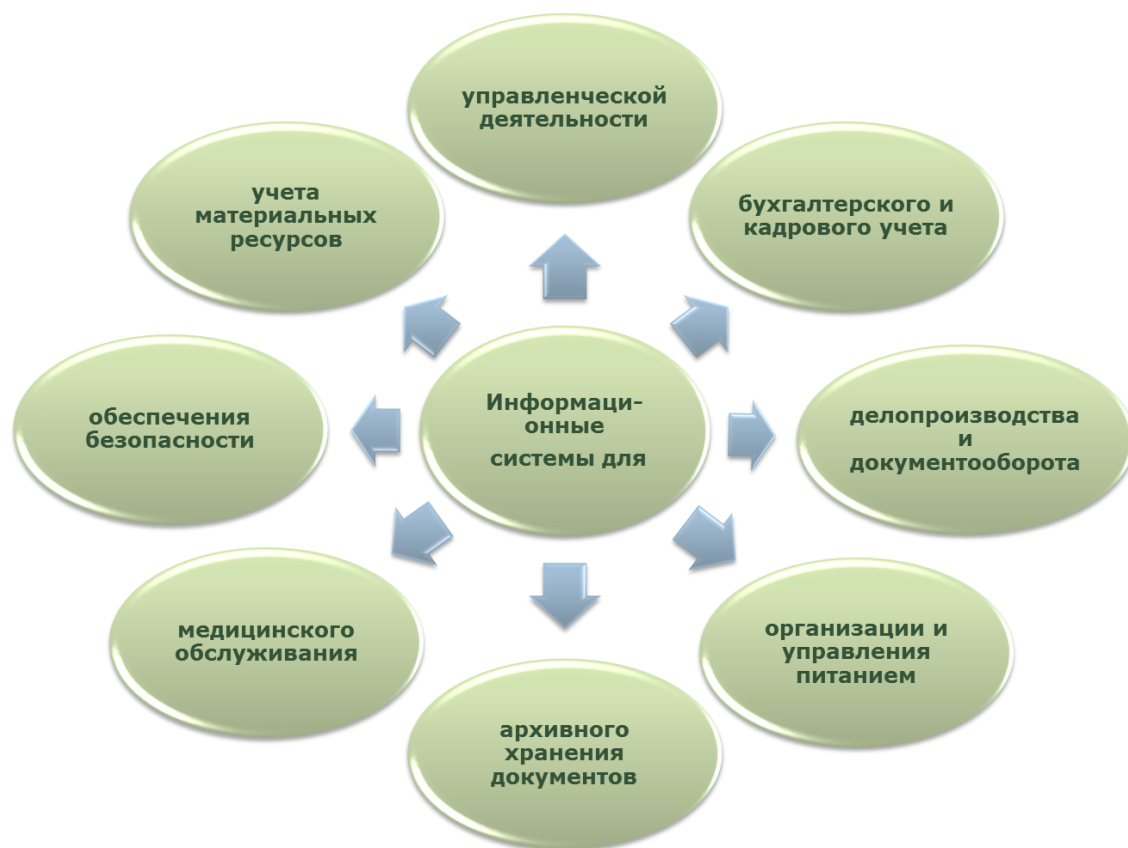 управленческой
деятельности
учета
материальных
ресурсов
бухгалтерского и
кадрового учета
обеспечения
безопасности
Информаци-
онные
системы для
делопроизводства
и
документооборота
медицинского
обслуживания
организации и
управления
питанием
архивного
хранения
документов